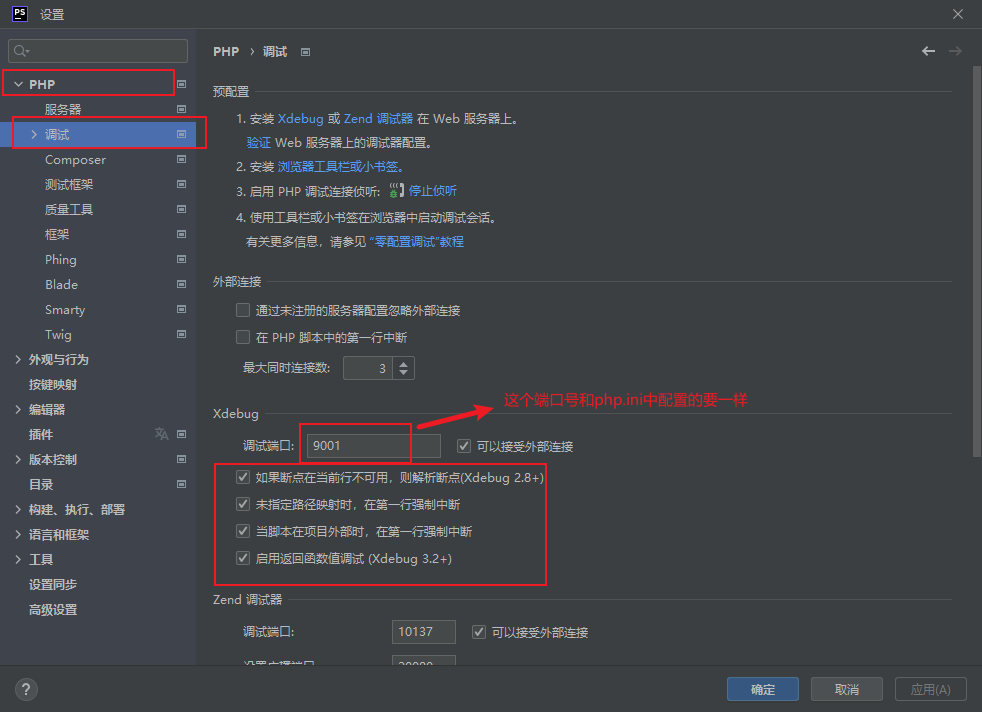 PS 设置
PHP
服务器
调试
Composer
测试框架
质量工具
框架
Phing
Blade
Smarty
Twig
外观与行为
按键映射
编辑器
插件
版本控制
目录
构建、执行、部署
语言和框架
工具
设置同步
高级设置
PHP › 调试
预配置
1. 安装 Xdebug 或 Zend 调试器 在 Web 服务器上。
验证 Web 服务器上的调试器配置。
2. 安装 浏览器工具栏或小书签。
3. 启用 PHP 调试连接侦听: 停止侦听
4. 使用工具栏或小书签在浏览器中启动调试会话。
有关更多信息，请参见 “零配置调试”教程
外部连接
通过未注册的服务器配置忽略外部连接
在 PHP 脚本中的第一行中断
最大同时连接数: 3
这个端口号和php.ini中配置的要一样
Xdebug
调试端口: 9001 可以接受外部连接
如果断点在当前行不可用，则解析断点(Xdebug 2.8+)
未指定路径映射时，在第一行强制中断
当脚本在项目外部时，在第一行强制中断
启用返回函数值调试 (Xdebug 3.2+)
Zend 调试器
调试端口: 10137 可以接受外部连接
? 确定 取消 应用(A)